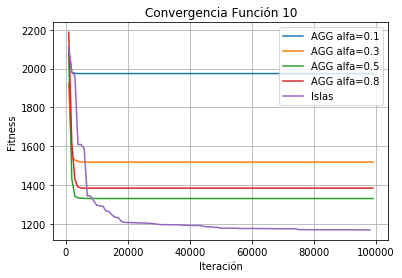 Convergencia Función 10
Fitness
2200
2000
1800
1600
1400
1200
AGG alfa=0.1
AGG alfa=0.3
AGG alfa=0.5
AGG alfa=0.8
Islas
0 20000 40000 60000 80000 100000
Iteración